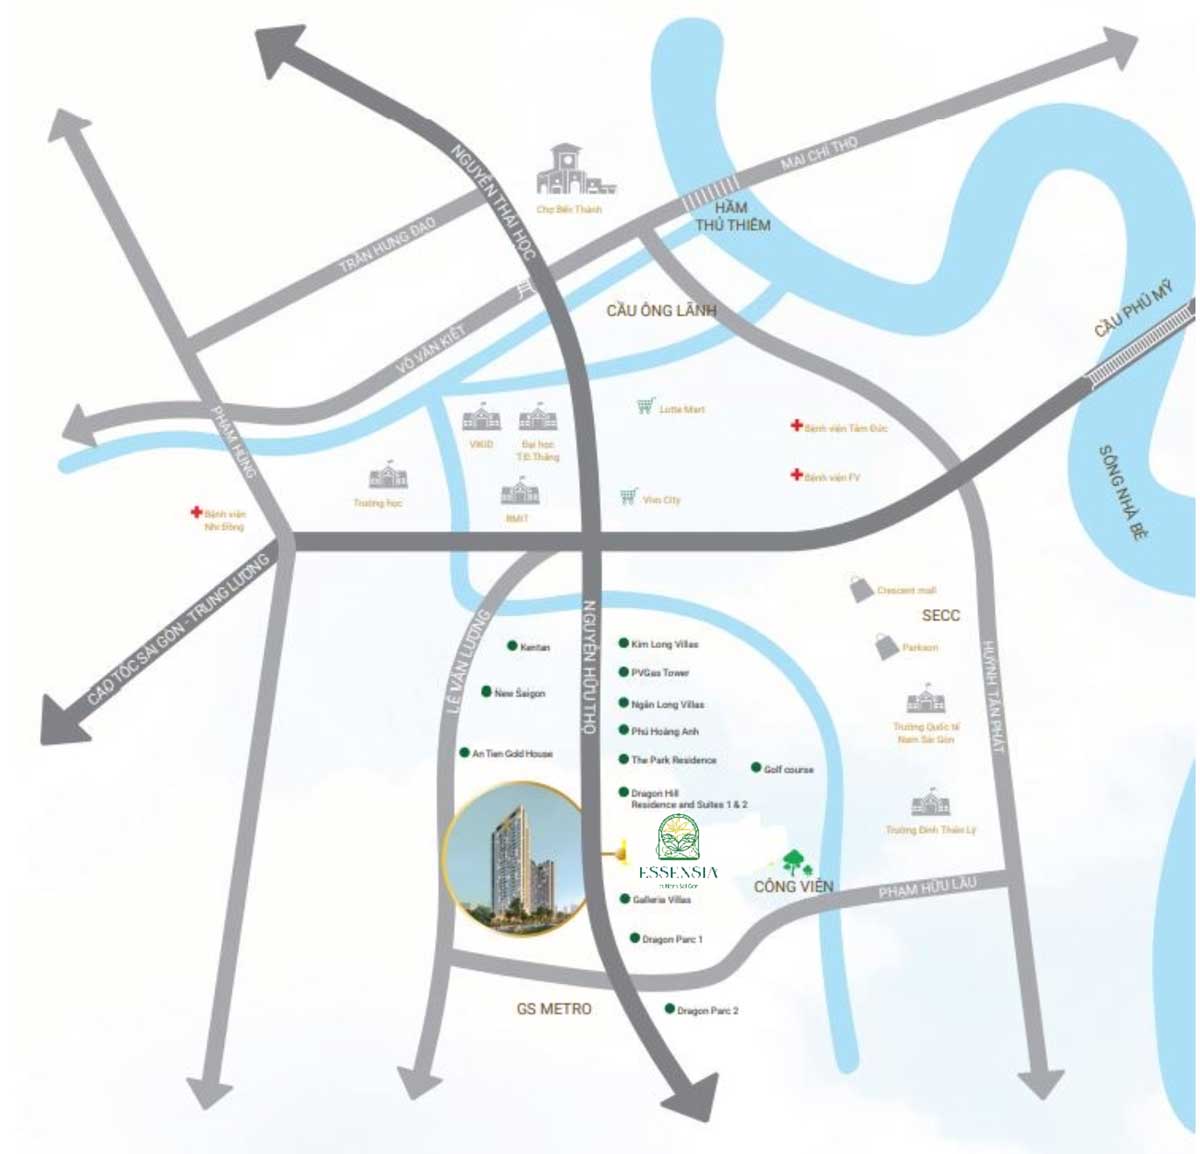 NGUYỄN THÁI HỌC
MAI CHÍ THỌ
Chợ Bến Thành
HẦM
THỦ THIÊM
TRẦN HƯNG ĐẠO
CẦU ÔNG LÃNH
CẦU PHÚ MỸ
VÕ VĂN KIỆT
PHẠM HÙNG
Lotte Mart
VIKID
Đại học
T.Đ.Thắng
Bệnh viện Tâm Đức
Bệnh viện FV
SÔNG NHÀ BÈ
Trường học
RMIT
Vivo City
Bệnh viện
Nhi Đồng
CAO TỐC SÀI GÒN - TRUNG LƯƠNG
Crescent mall
SECC
Parkson
LÊ VĂN LƯƠNG
NGUYỄN HỮU THỌ
HUỲNH TẤN PHÁT
Kentan
Kim Long Villas
PVGas Tower
New Saigon
Ngân Long Villas
Phú Hoàng Anh
Trường Quốc tế
Nam Sài Gòn
An Tien Gold House
The Park Residence
Golf course
Dragon Hill
Residence and Suites 1 & 2
Trường Đinh Thiện Lý
ESSENSIA
CÔNG VIÊN
PHẠM HỮU LẦU
Galleria Villas
Dragon Parc 1
GS METRO
Dragon Parc 2